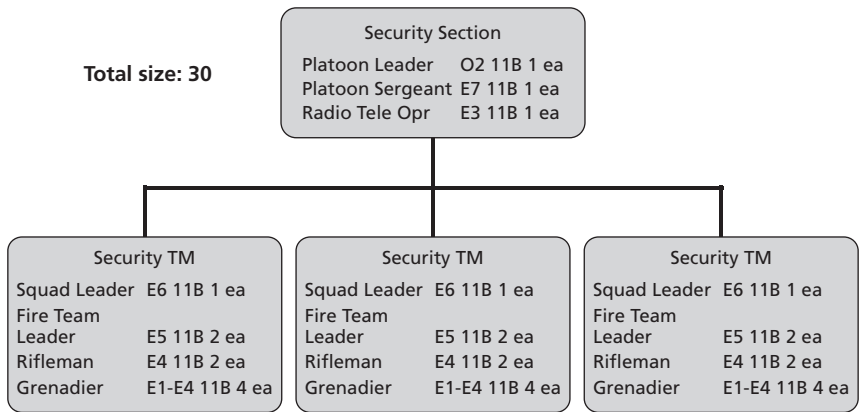 Total size: 30
Security Section
Platoon Leader O2 11B 1 ea
Platoon Sergeant E7 11B 1 ea
Radio Tele Opr E3 11B 1 ea
Security TM
Squad Leader E6 11B 1 ea
Fire Team
Leader E5 11B 2 ea
Rifleman E4 11B 2 ea
Grenadier E1-E4 11B 4 ea
Security TM
Squad Leader E6 11B 1 ea
Fire Team
Leader E5 11B 2 ea
Rifleman E4 11B 2 ea
Grenadier E1-E4 11B 4 ea
Security TM
Squad Leader E6 11B 1 ea
Fire Team
Leader E5 11B 2 ea
Rifleman E4 11B 2 ea
Grenadier E1-E4 11B 4 ea